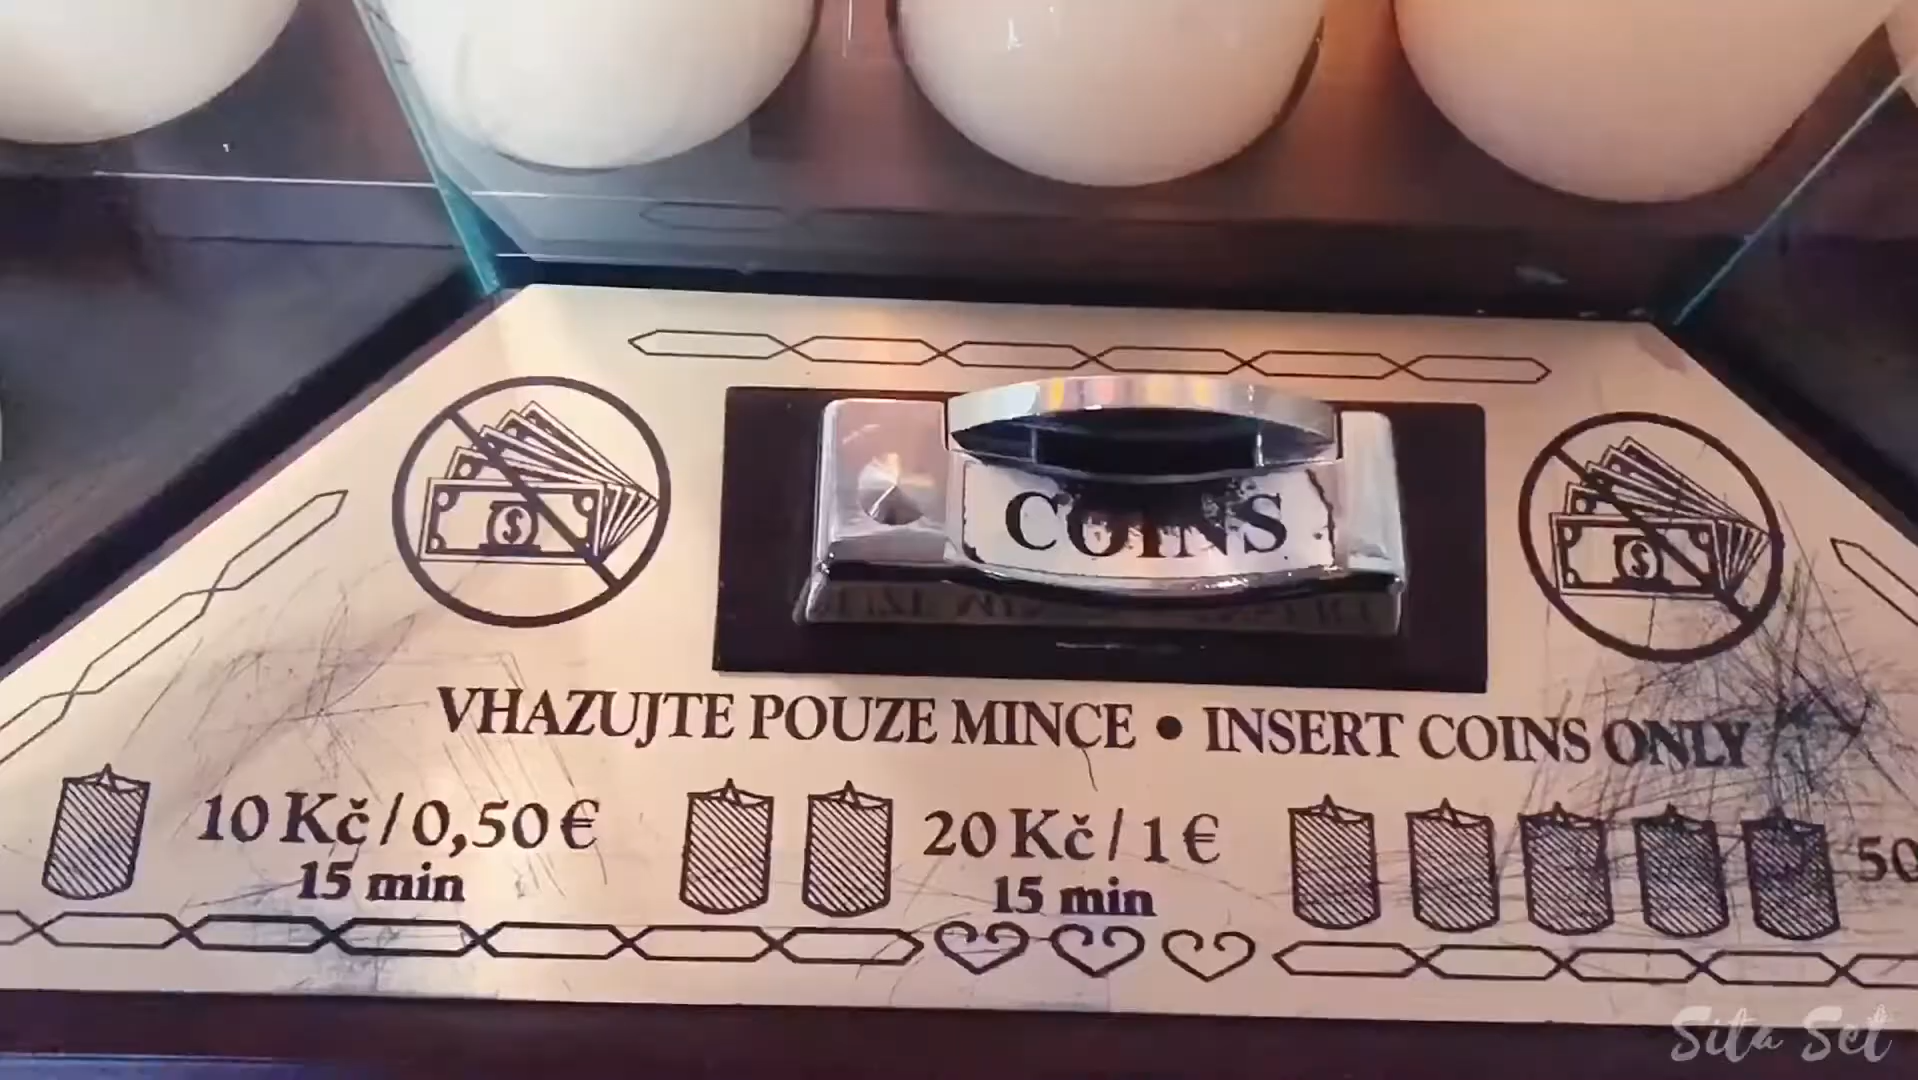 COINS
VHAZUJTE POUZE MINCE • INSERT COINS ONLY
10 Kč / 0,50 €
15 min
20 Kč / 1 €
15 min
50
Sita Set